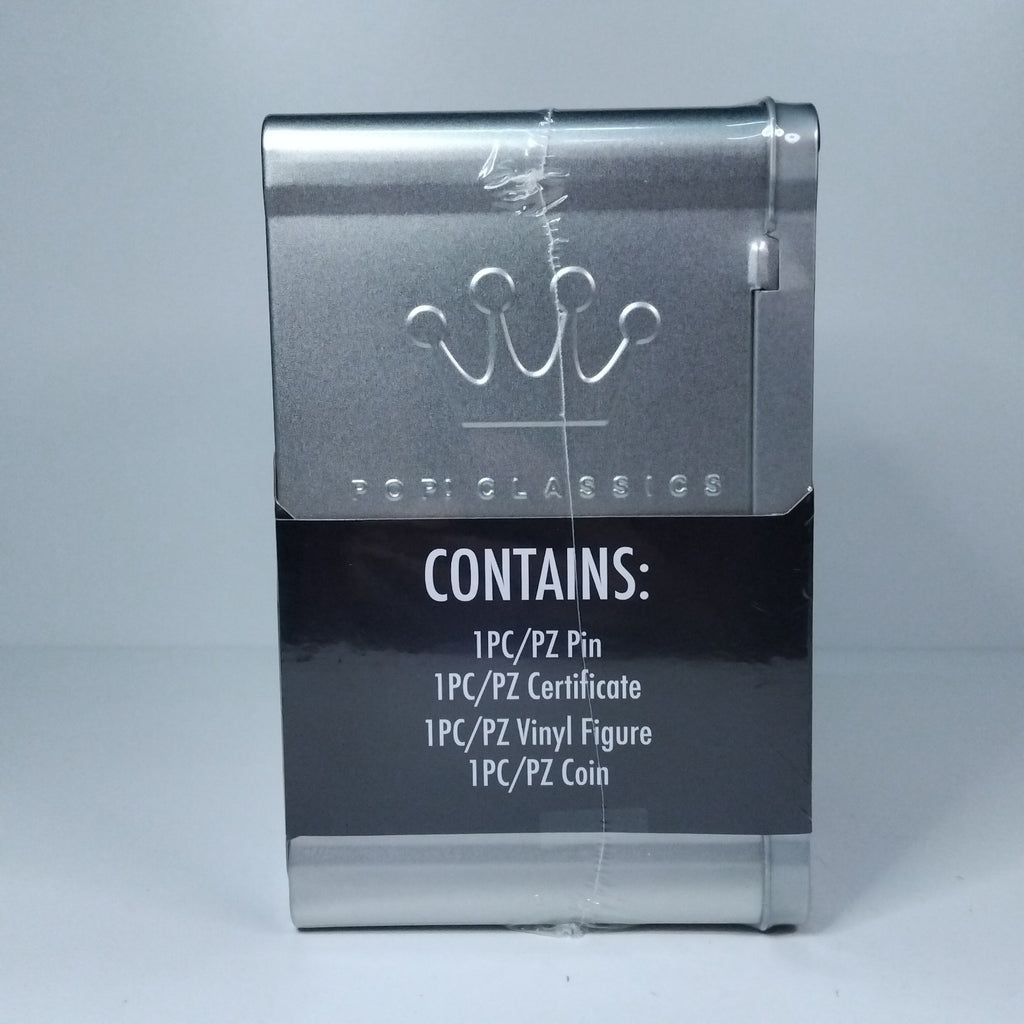 POP! CLASSICS
CONTAINS:
1PC/PZ Pin
1PC/PZ Certificate
1PC/PZ Vinyl Figure
1PC/PZ Coin